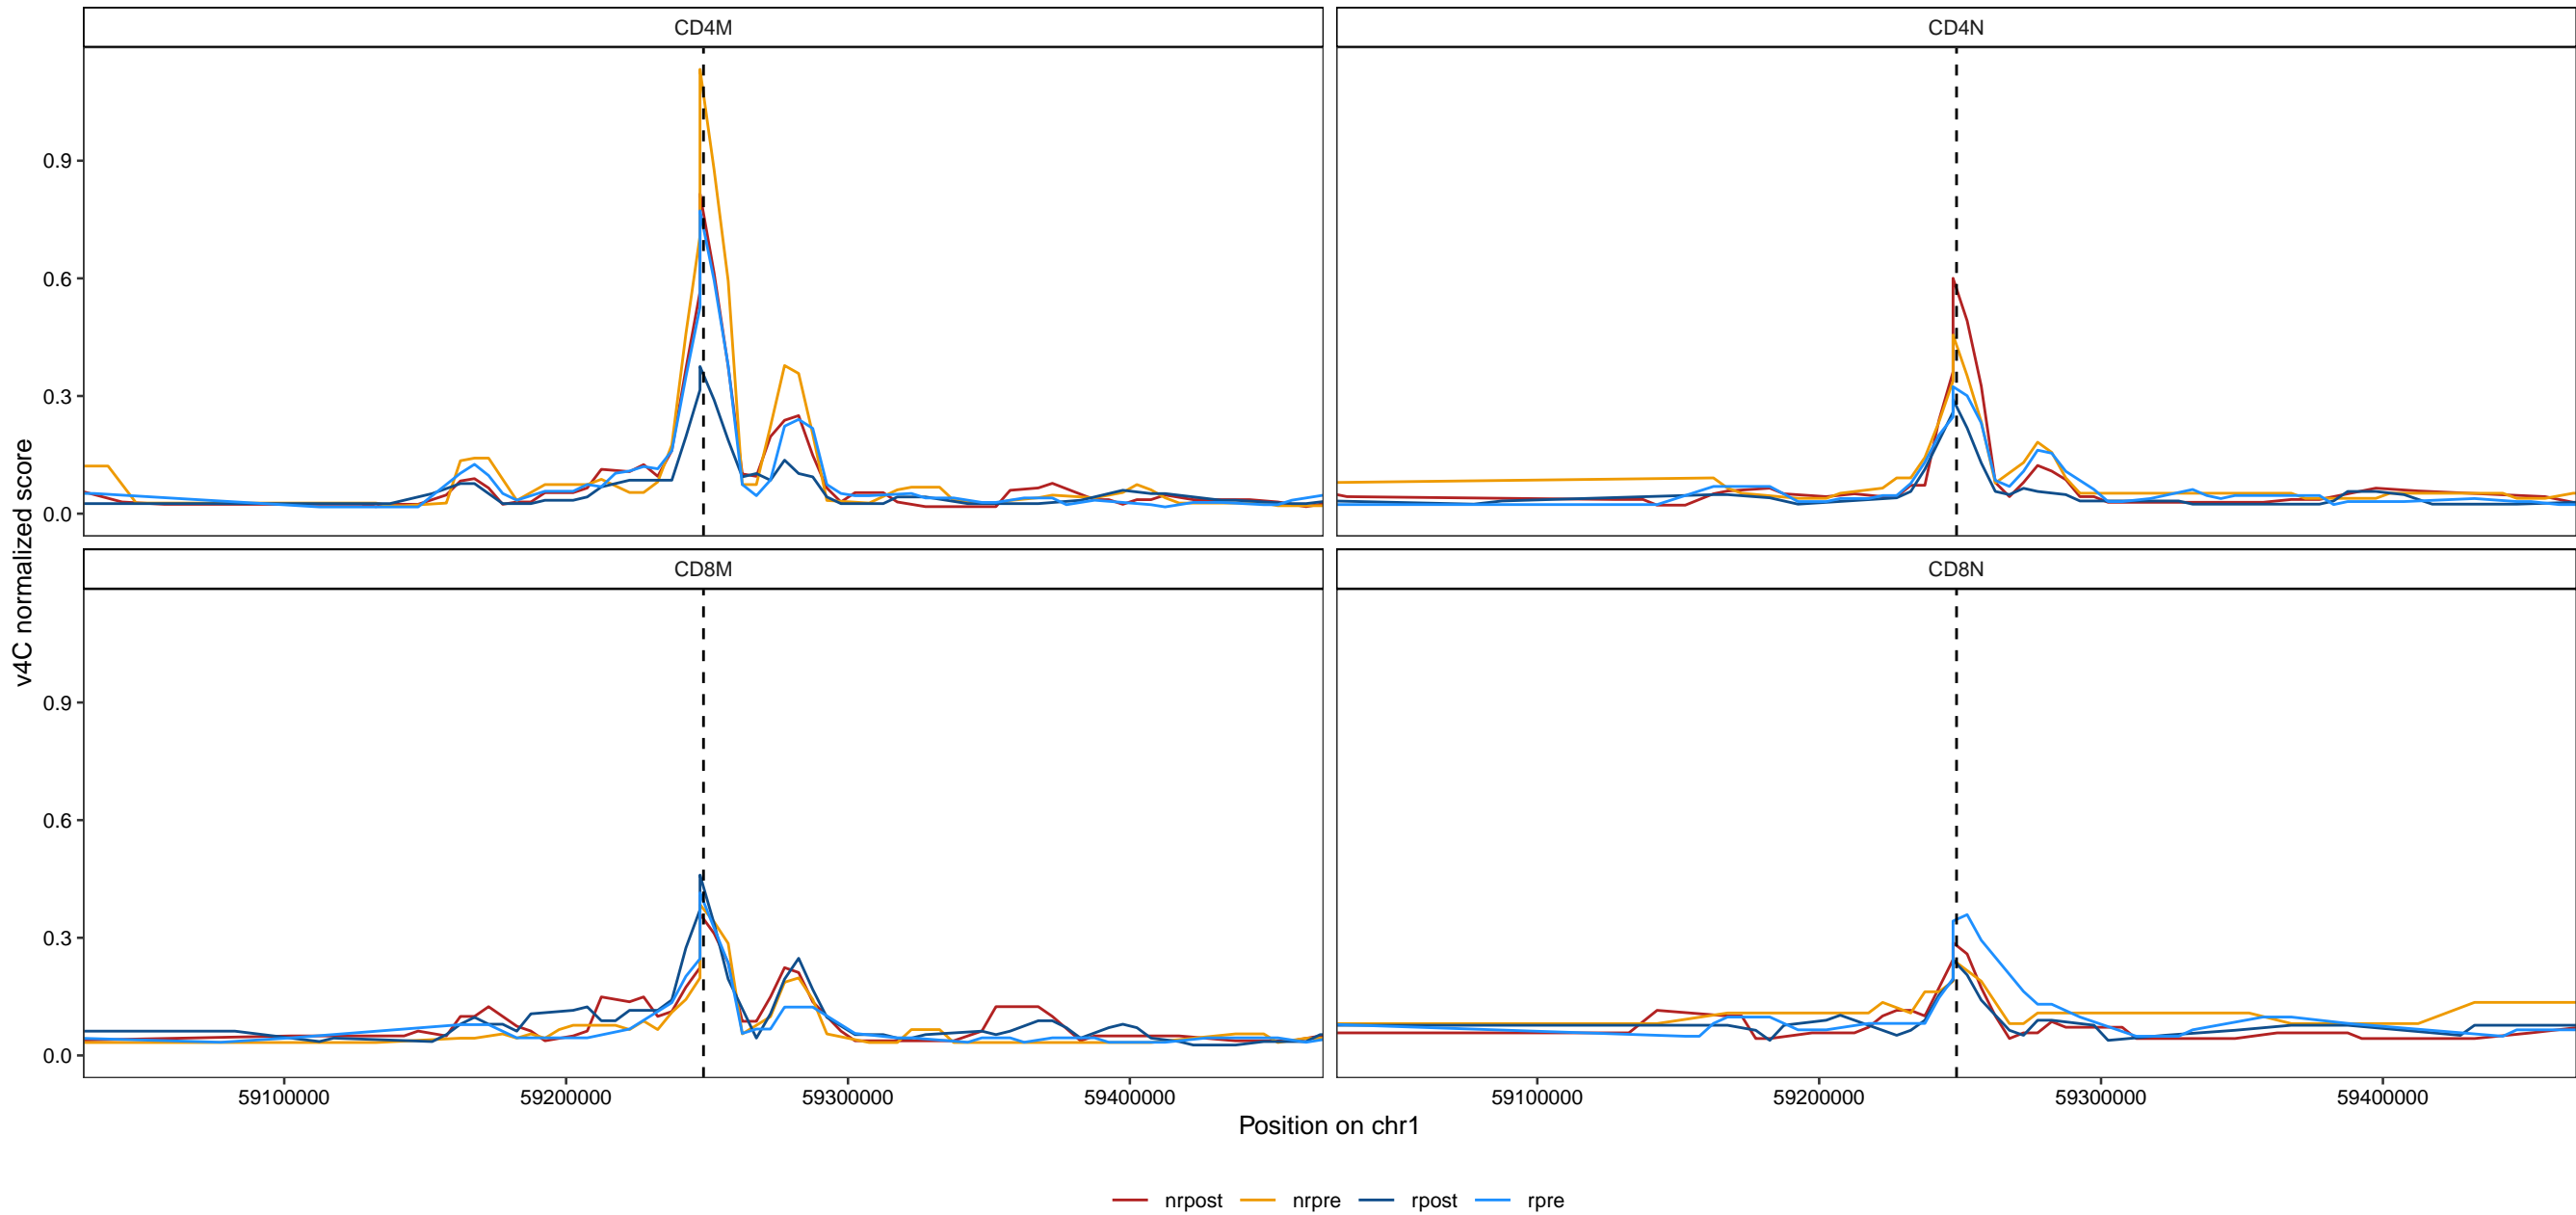 CD4M
CD4N
0.9
0.6
0.3
0.0
CD8M
CD8N
0.9
0.6
0.3
0.0
v4C normalized score
59100000 59200000 59300000 59400000 59100000 59200000 59300000 59400000
Position on chr1
nrpost nrpre rpost rpre